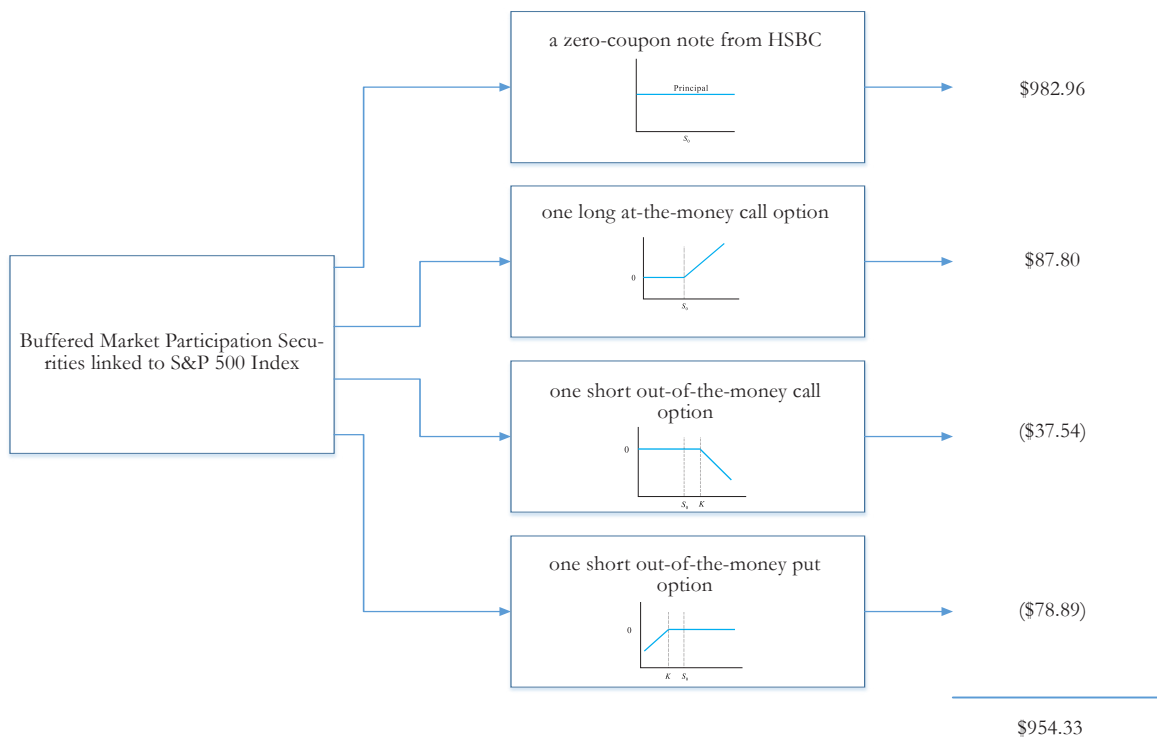 a zero-coupon note from HSBC
Principal
S₀
$982.96
one long at-the-money call option
0
S₀
$87.80
Buffered Market Participation Secu-
rities linked to S&P 500 Index
one short out-of-the-money call
option
0
S₀ K
($37.54)
one short out-of-the-money put
option
0
K S₀
($78.89)
$954.33